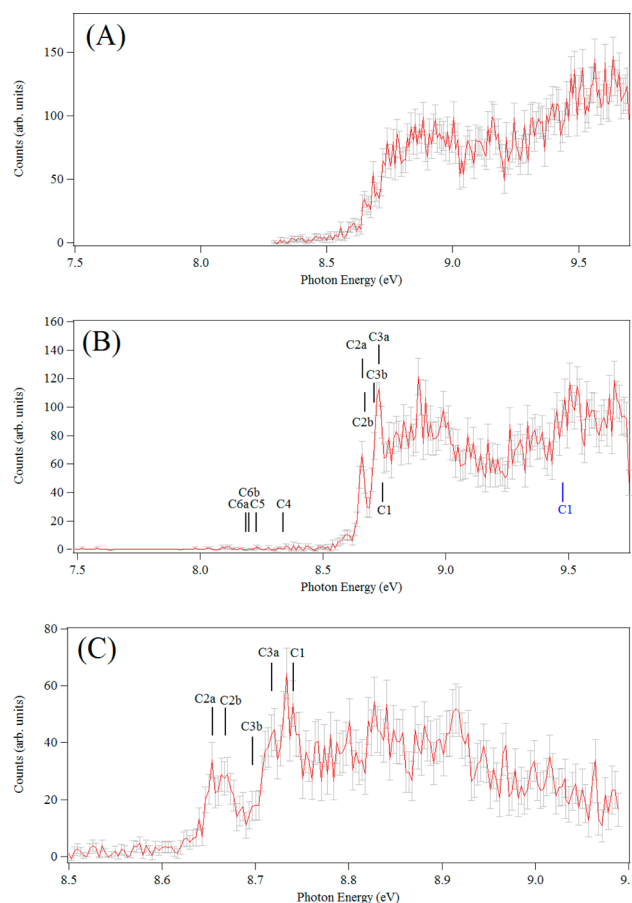 (A)
Counts (arb. units)
150
100
50
0
7.5 8.0 8.5 9.0 9.5
Photon Energy (eV)
(B)
Counts (arb. units)
160
140
120
100
80
60
40
20
0
C3a
C2a
C3b
C2b
C6b
C6a C5 C4
C1 C1
7.5 8.0 8.5 9.0 9.5
Photon Energy (eV)
(C)
Counts (arb. units)
80
60
40
20
0
C3a C1
C2a C2b
C3b
8.5 8.6 8.7 8.8 8.9 9.0 9.
Photon Energy (eV)